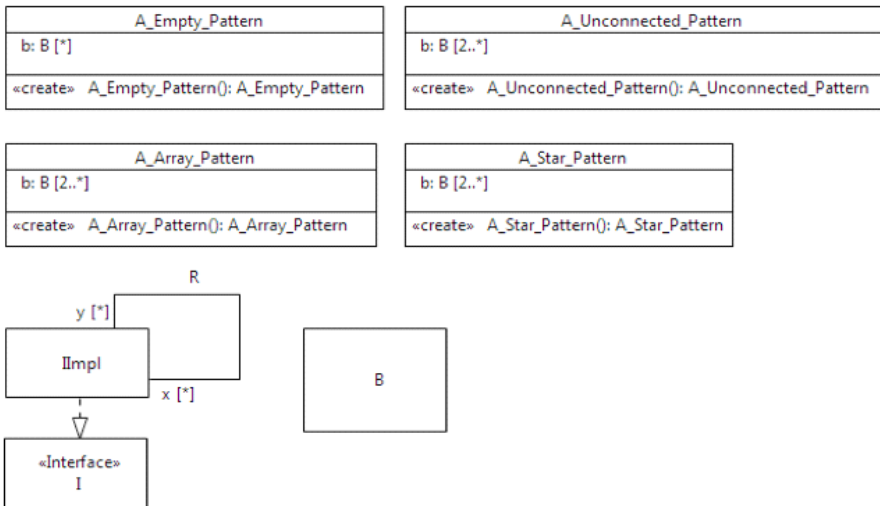 A_Empty_Pattern
b: B [*]
«create» A_Empty_Pattern(): A_Empty_Pattern
A_Unconnected_Pattern
b: B [2..*]
«create» A_Unconnected_Pattern(): A_Unconnected_Pattern
A_Array_Pattern
b: B [2..*]
«create» A_Array_Pattern(): A_Array_Pattern
A_Star_Pattern
b: B [2..*]
«create» A_Star_Pattern(): A_Star_Pattern
R
y [*]
IImpl
x [*]
B
«Interface»
I